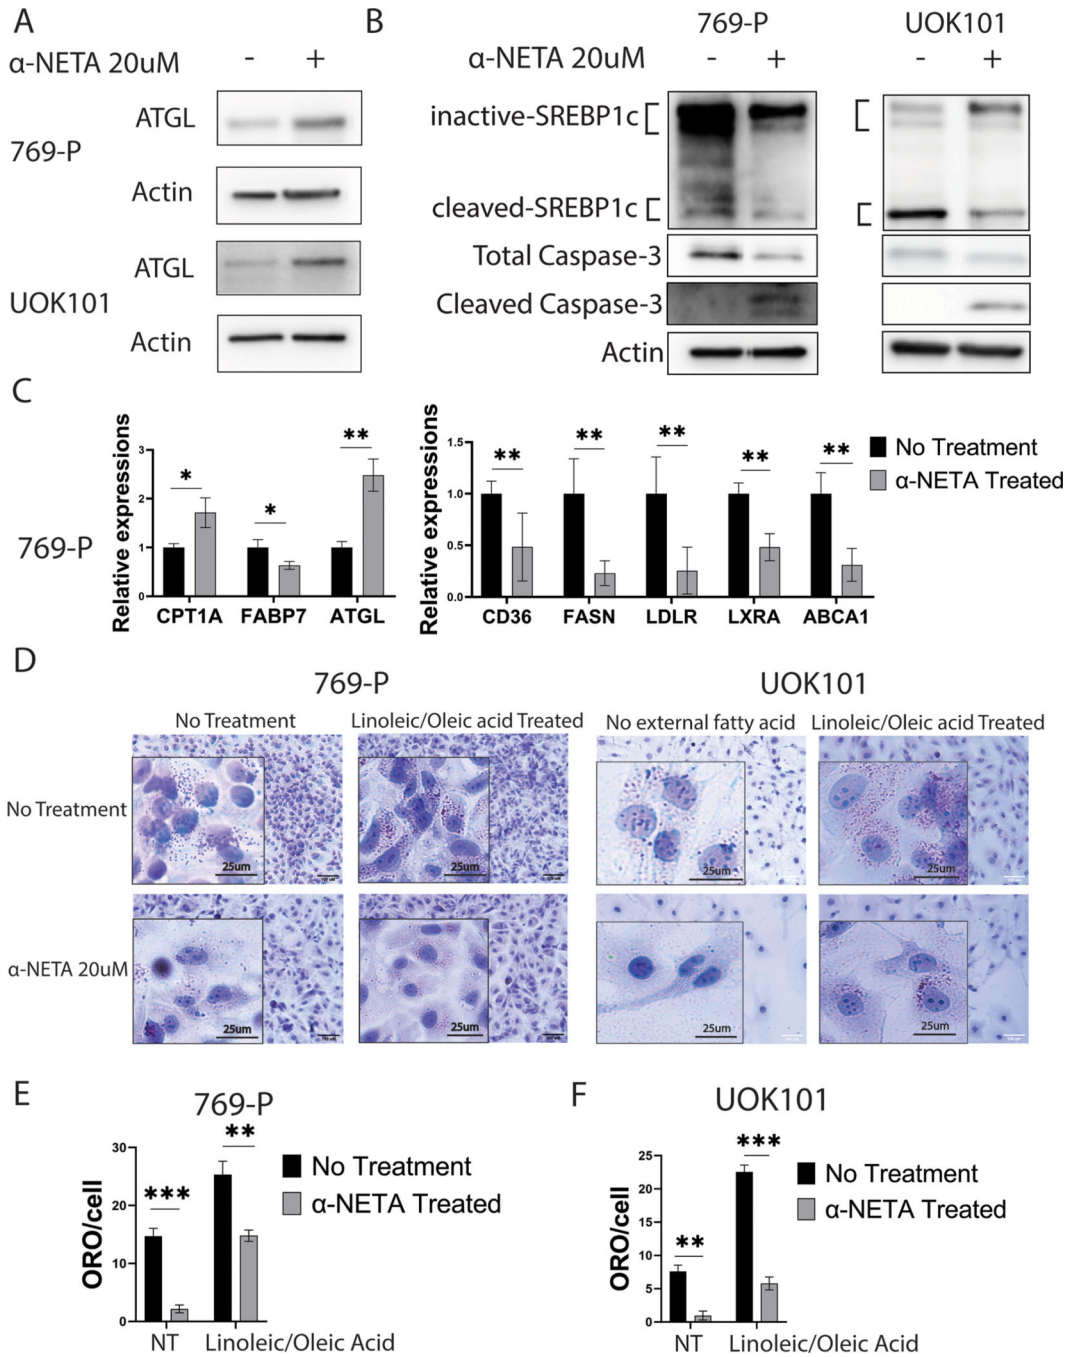 A
α-NETA 20uM - +
ATGL
769-P
Actin
ATGL
UOK101
Actin
B
769-P UOK101
α-NETA 20uM - + - +
inactive-SREBP1c
cleaved-SREBP1c
Total Caspase-3
Cleaved Caspase-3
Actin
C
769-P
Relative expressions
3
2
1
0
* * **
CPT1A FABP7 ATGL
Relative expressions
1.5
1.0
0.5
0.0
** ** ** ** **
CD36 FASN LDLR LXRA ABCA1
No Treatment
α-NETA Treated
D
769-P UOK101
No Treatment Linoleic/Oleic acid Treated No external fatty acid Linoleic/Oleic acid Treated
No Treatment
25um 25um 25um 25um
α-NETA 20uM
25um 25um 25um 25um
E
769-P
ORO/cell
30
20
10
0
*** **
NT Linoleic/Oleic Acid
No Treatment
α-NETA Treated
F
UOK101
ORO/cell
25
20
15
10
5
0
** ***
NT Linoleic/Oleic Acid
No Treatment
α-NETA Treated